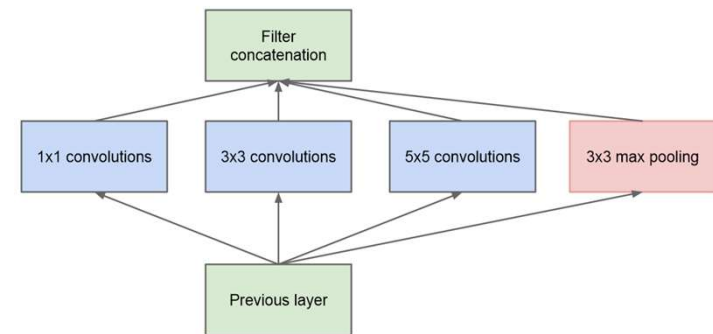 Filter
concatenation
1x1 convolutions
3x3 convolutions
5x5 convolutions
3x3 max pooling
Previous layer